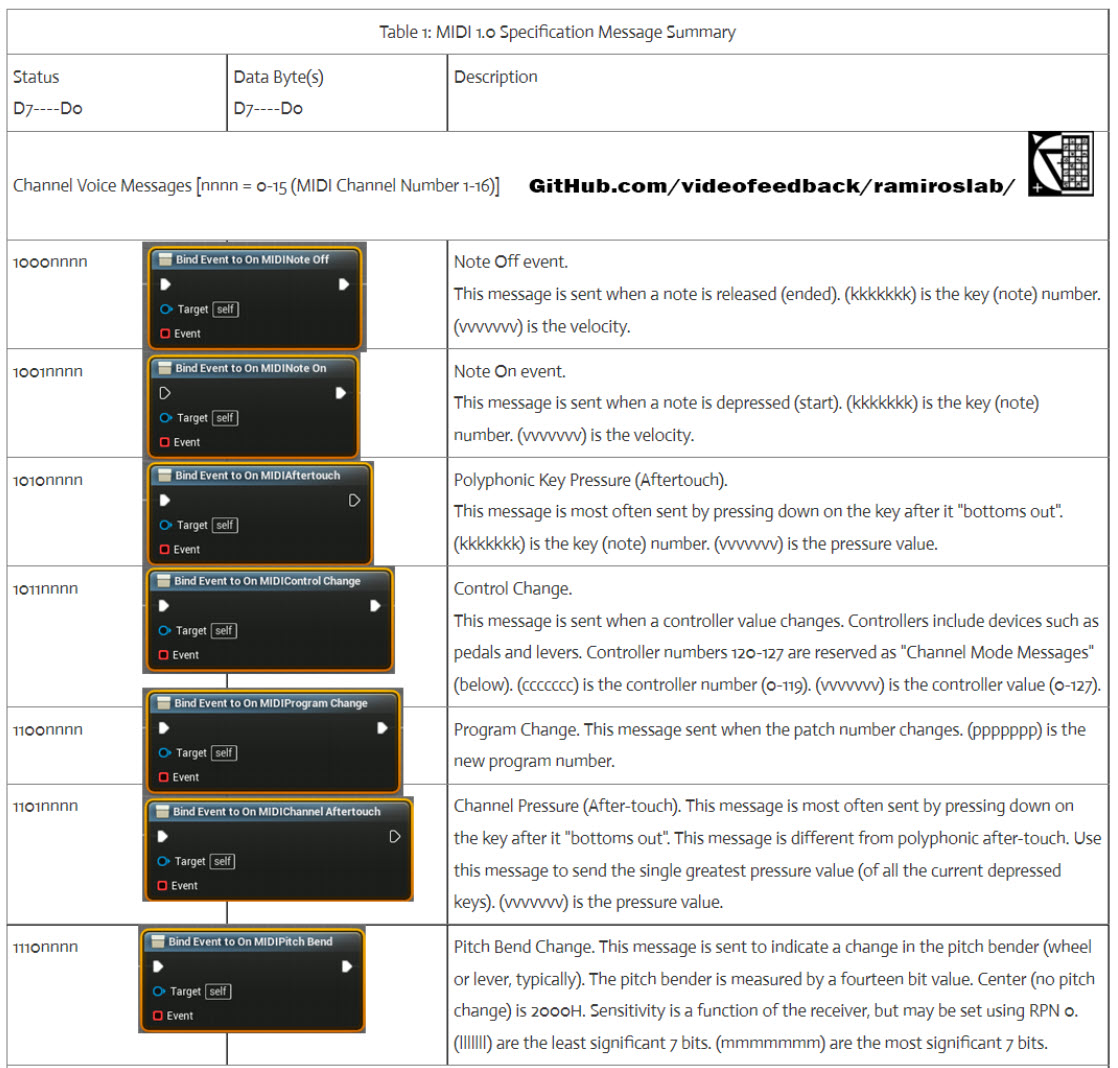 Table 1: MIDI 1.0 Specification Message Summary
Status
D7----D0
Data Byte(s)
D7----D0
Description
Channel Voice Messages [nnnn = 0-15 (MIDI Channel Number 1-16)]
GitHub.com/videofeedback/ramiroslab/
1000nnnn
Bind Event to On MIDINote Off
Target self
Event
Note Off event.
This message is sent when a note is released (ended). (kkkkkkk) is the key (note) number.
(vvvvvvv) is the velocity.
1001nnnn
Bind Event to On MIDINote On
Target self
Event
Note On event.
This message is sent when a note is depressed (start). (kkkkkkk) is the key (note)
number. (vvvvvvv) is the velocity.
1010nnnn
Bind Event to On MIDIAftertouch
Target self
Event
Polyphonic Key Pressure (Aftertouch).
This message is most often sent by pressing down on the key after it "bottoms out".
(kkkkkkk) is the key (note) number. (vvvvvvv) is the pressure value.
1011nnnn
Bind Event to On MIDIControl Change
Target self
Event
Control Change.
This message is sent when a controller value changes. Controllers include devices such as
pedals and levers. Controller numbers 120-127 are reserved as "Channel Mode Messages"
(below). (ccccccc) is the controller number (0-119). (vvvvvvv) is the controller value (0-127).
1100nnnn
Bind Event to On MIDIProgram Change
Target self
Event
Program Change. This message sent when the patch number changes. (ppppppp) is the
new program number.
1101nnnn
Bind Event to On MIDIChannel Aftertouch
Target self
Event
Channel Pressure (After-touch). This message is most often sent by pressing down on
the key after it "bottoms out". This message is different from polyphonic after-touch. Use
this message to send the single greatest pressure value (of all the current depressed
keys). (vvvvvvv) is the pressure value.
1110nnnn
Bind Event to On MIDIPitch Bend
Target self
Event
Pitch Bend Change. This message is sent to indicate a change in the pitch bender (wheel
or lever, typically). The pitch bender is measured by a fourteen bit value. Center (no pitch
change) is 2000H. Sensitivity is a function of the receiver, but may be set using RPN 0.
(lllllll) are the least significant 7 bits. (mmmmmmm) are the most significant 7 bits.